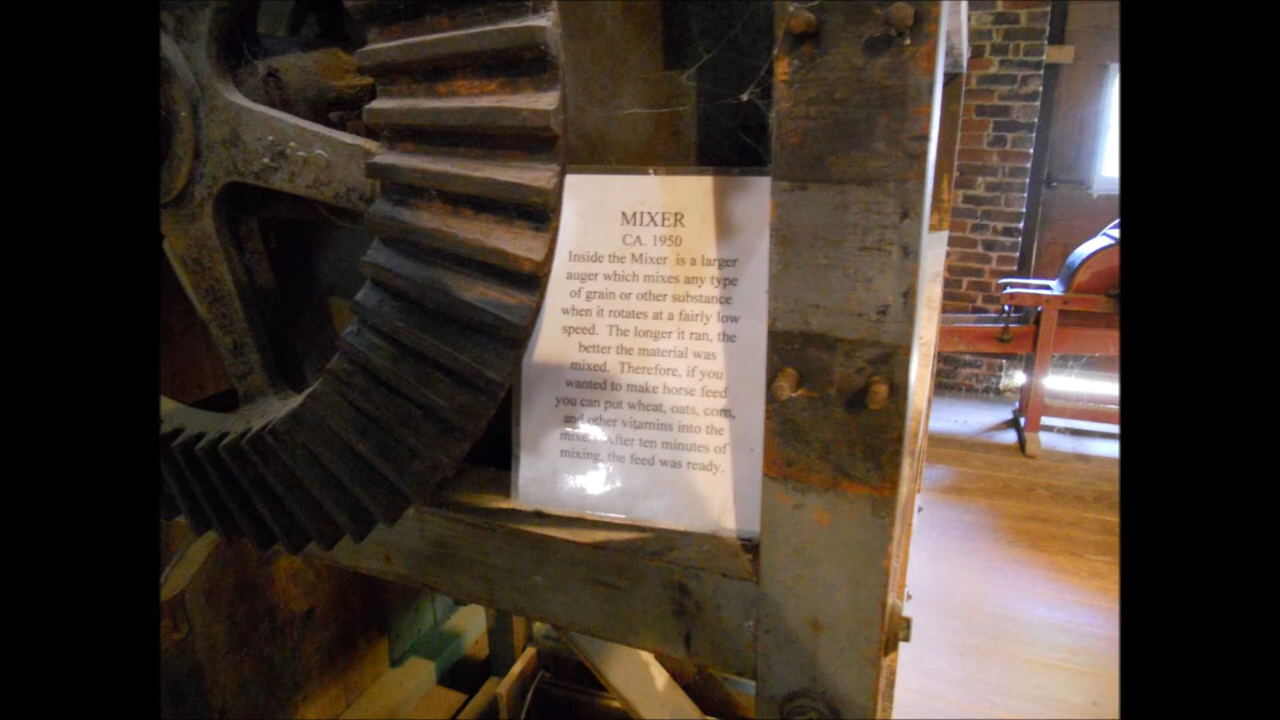 MIXER
CA. 1950
Inside the Mixer is a larger
auger which mixes any type
of grain or other substance
when it rotates at a fairly low
speed. The longer it ran, the
better the material was
mixed. Therefore, if you
wanted to make horse feed
you can put wheat, oats, corn,
and other vitamins into the
mixer. After ten minutes of
mixing, the feed was ready.